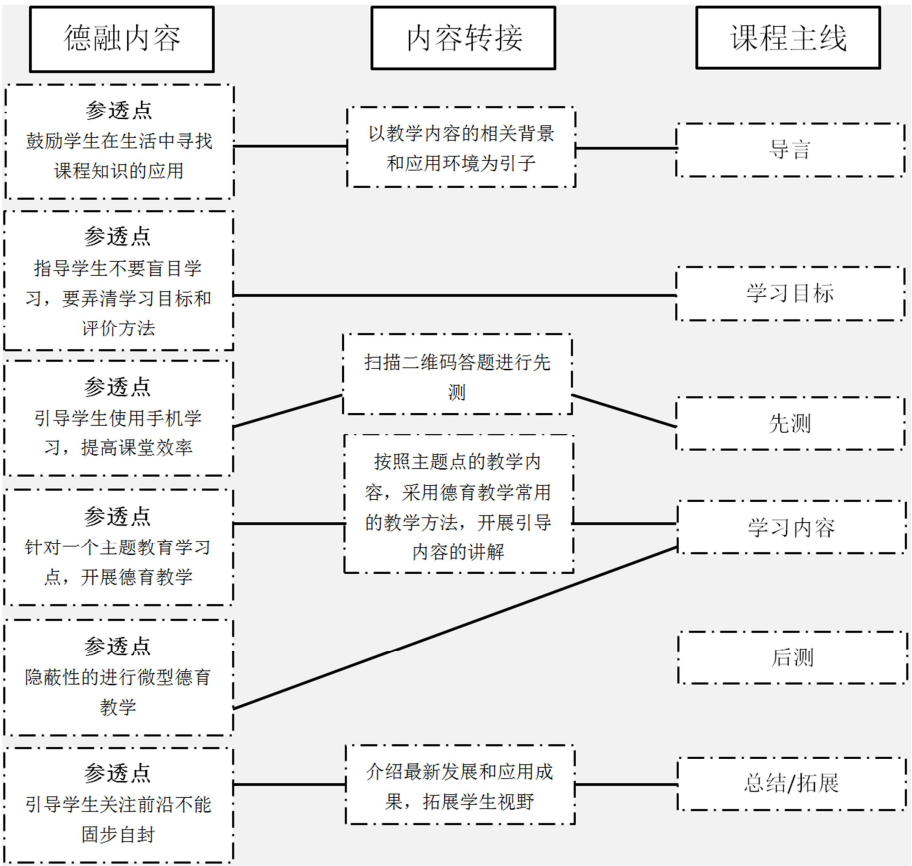 德融内容
内容转接
课程主线
参透点
鼓励学生在生活中寻找
课程知识的应用
以教学内容的相关背景
和应用环境为引子
导言
参透点
指导学生不要盲目学
习，要弄清学习目标和
评价方法
学习目标
参透点
引导学生使用手机学
习，提高课堂效率
扫描二维码答题进行先
测
先测
参透点
针对一个主题教育学习
点，开展德育教学
按照主题点的教学内
容，采用德育教学常用
的教学方法，开展引导
内容的讲解
学习内容
参透点
隐蔽性的进行微型德育
教学
后测
参透点
引导学生关注前沿不能
固步自封
介绍最新发展和应用成
果，拓展学生视野
总结/拓展